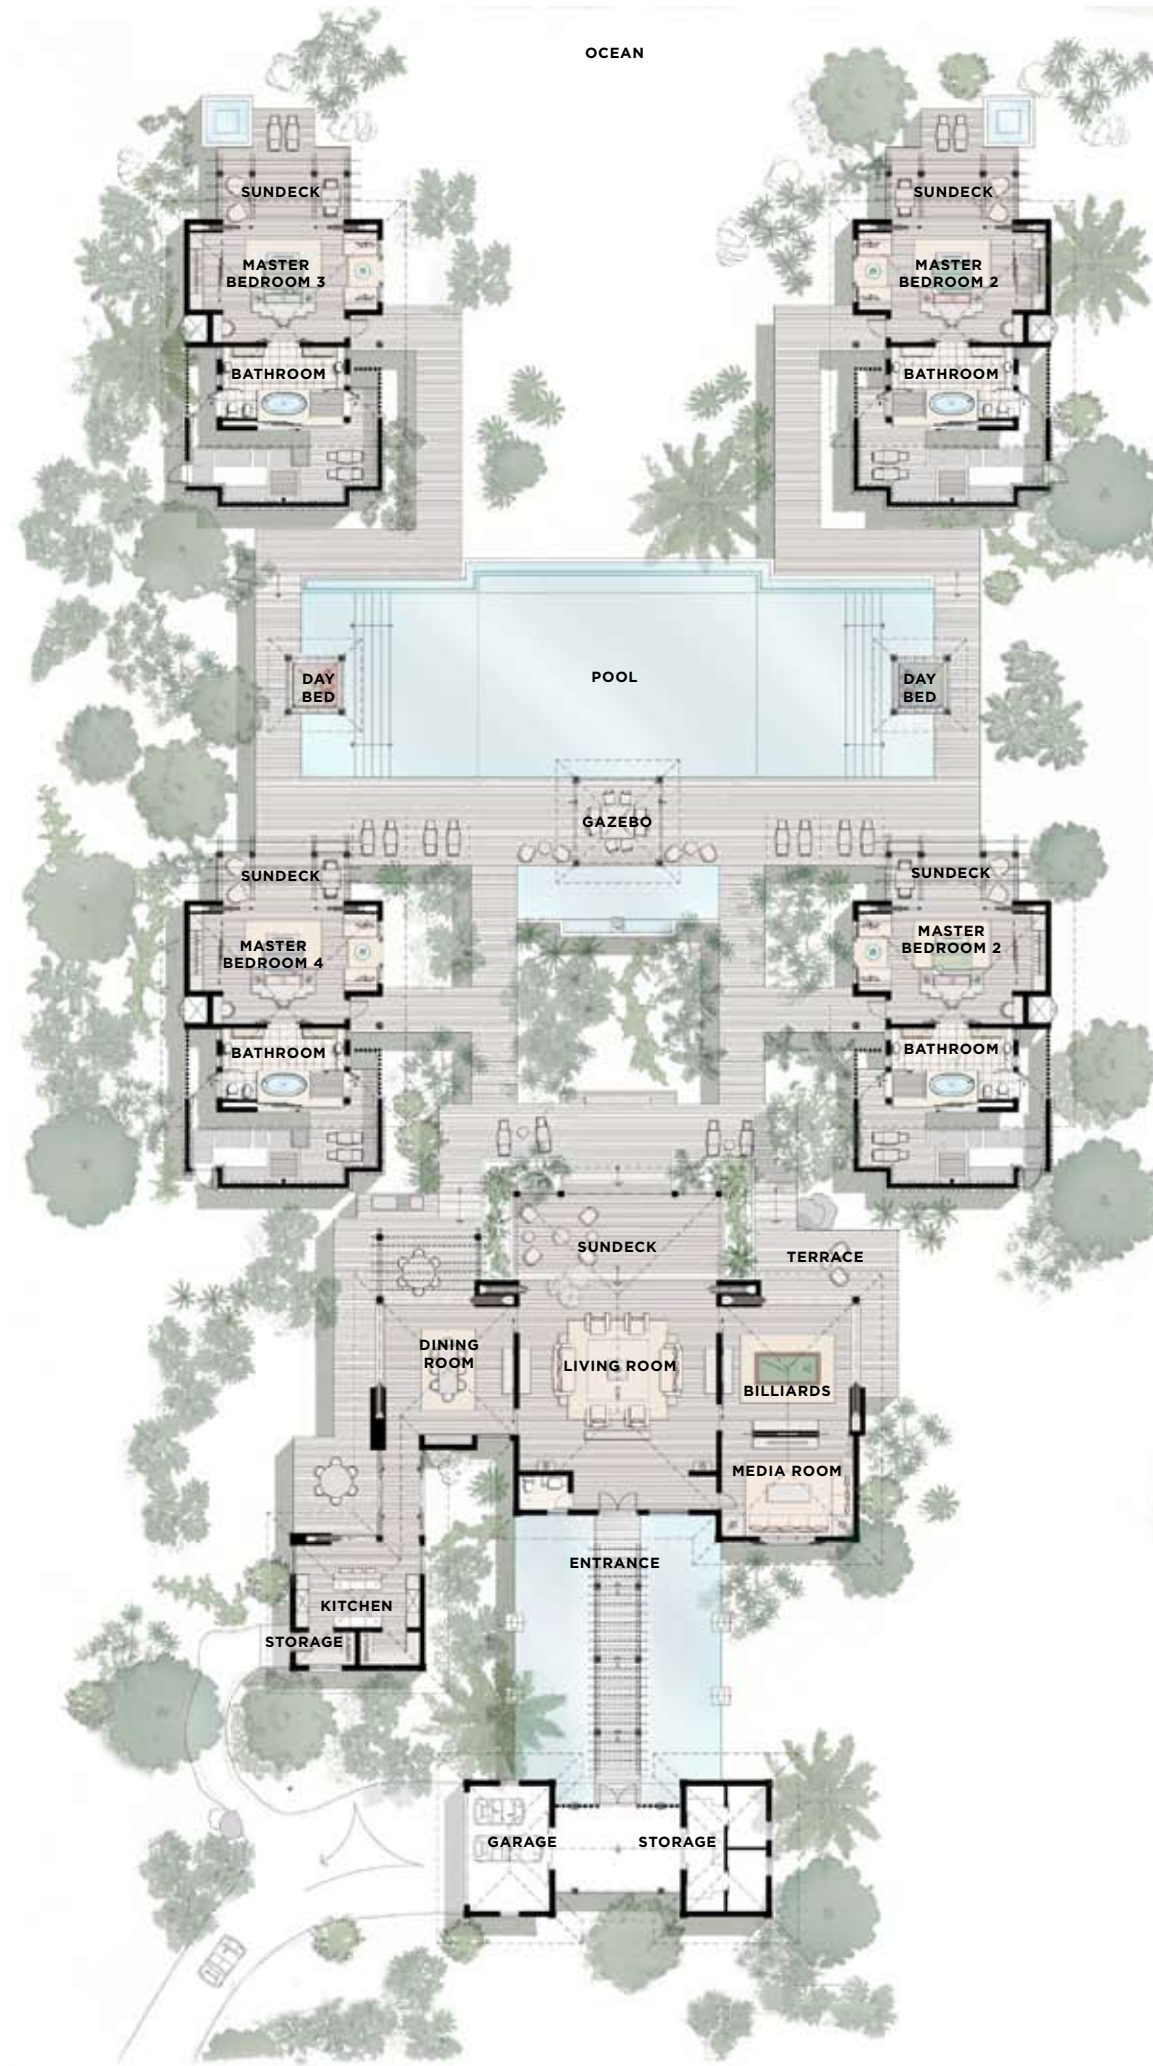 OCEAN
SUNDECK
SUNDECK
MASTER
BEDROOM 3
MASTER
BEDROOM 2
BATHROOM
BATHROOM
DAY
BED
POOL
DAY
BED
GAZEBO
SUNDECK
SUNDECK
MASTER
BEDROOM 4
MASTER
BEDROOM 2
BATHROOM
BATHROOM
SUNDECK
TERRACE
DINING
ROOM
LIVING ROOM
BILLIARDS
MEDIA ROOM
ENTRANCE
KITCHEN
STORAGE
GARAGE
STORAGE